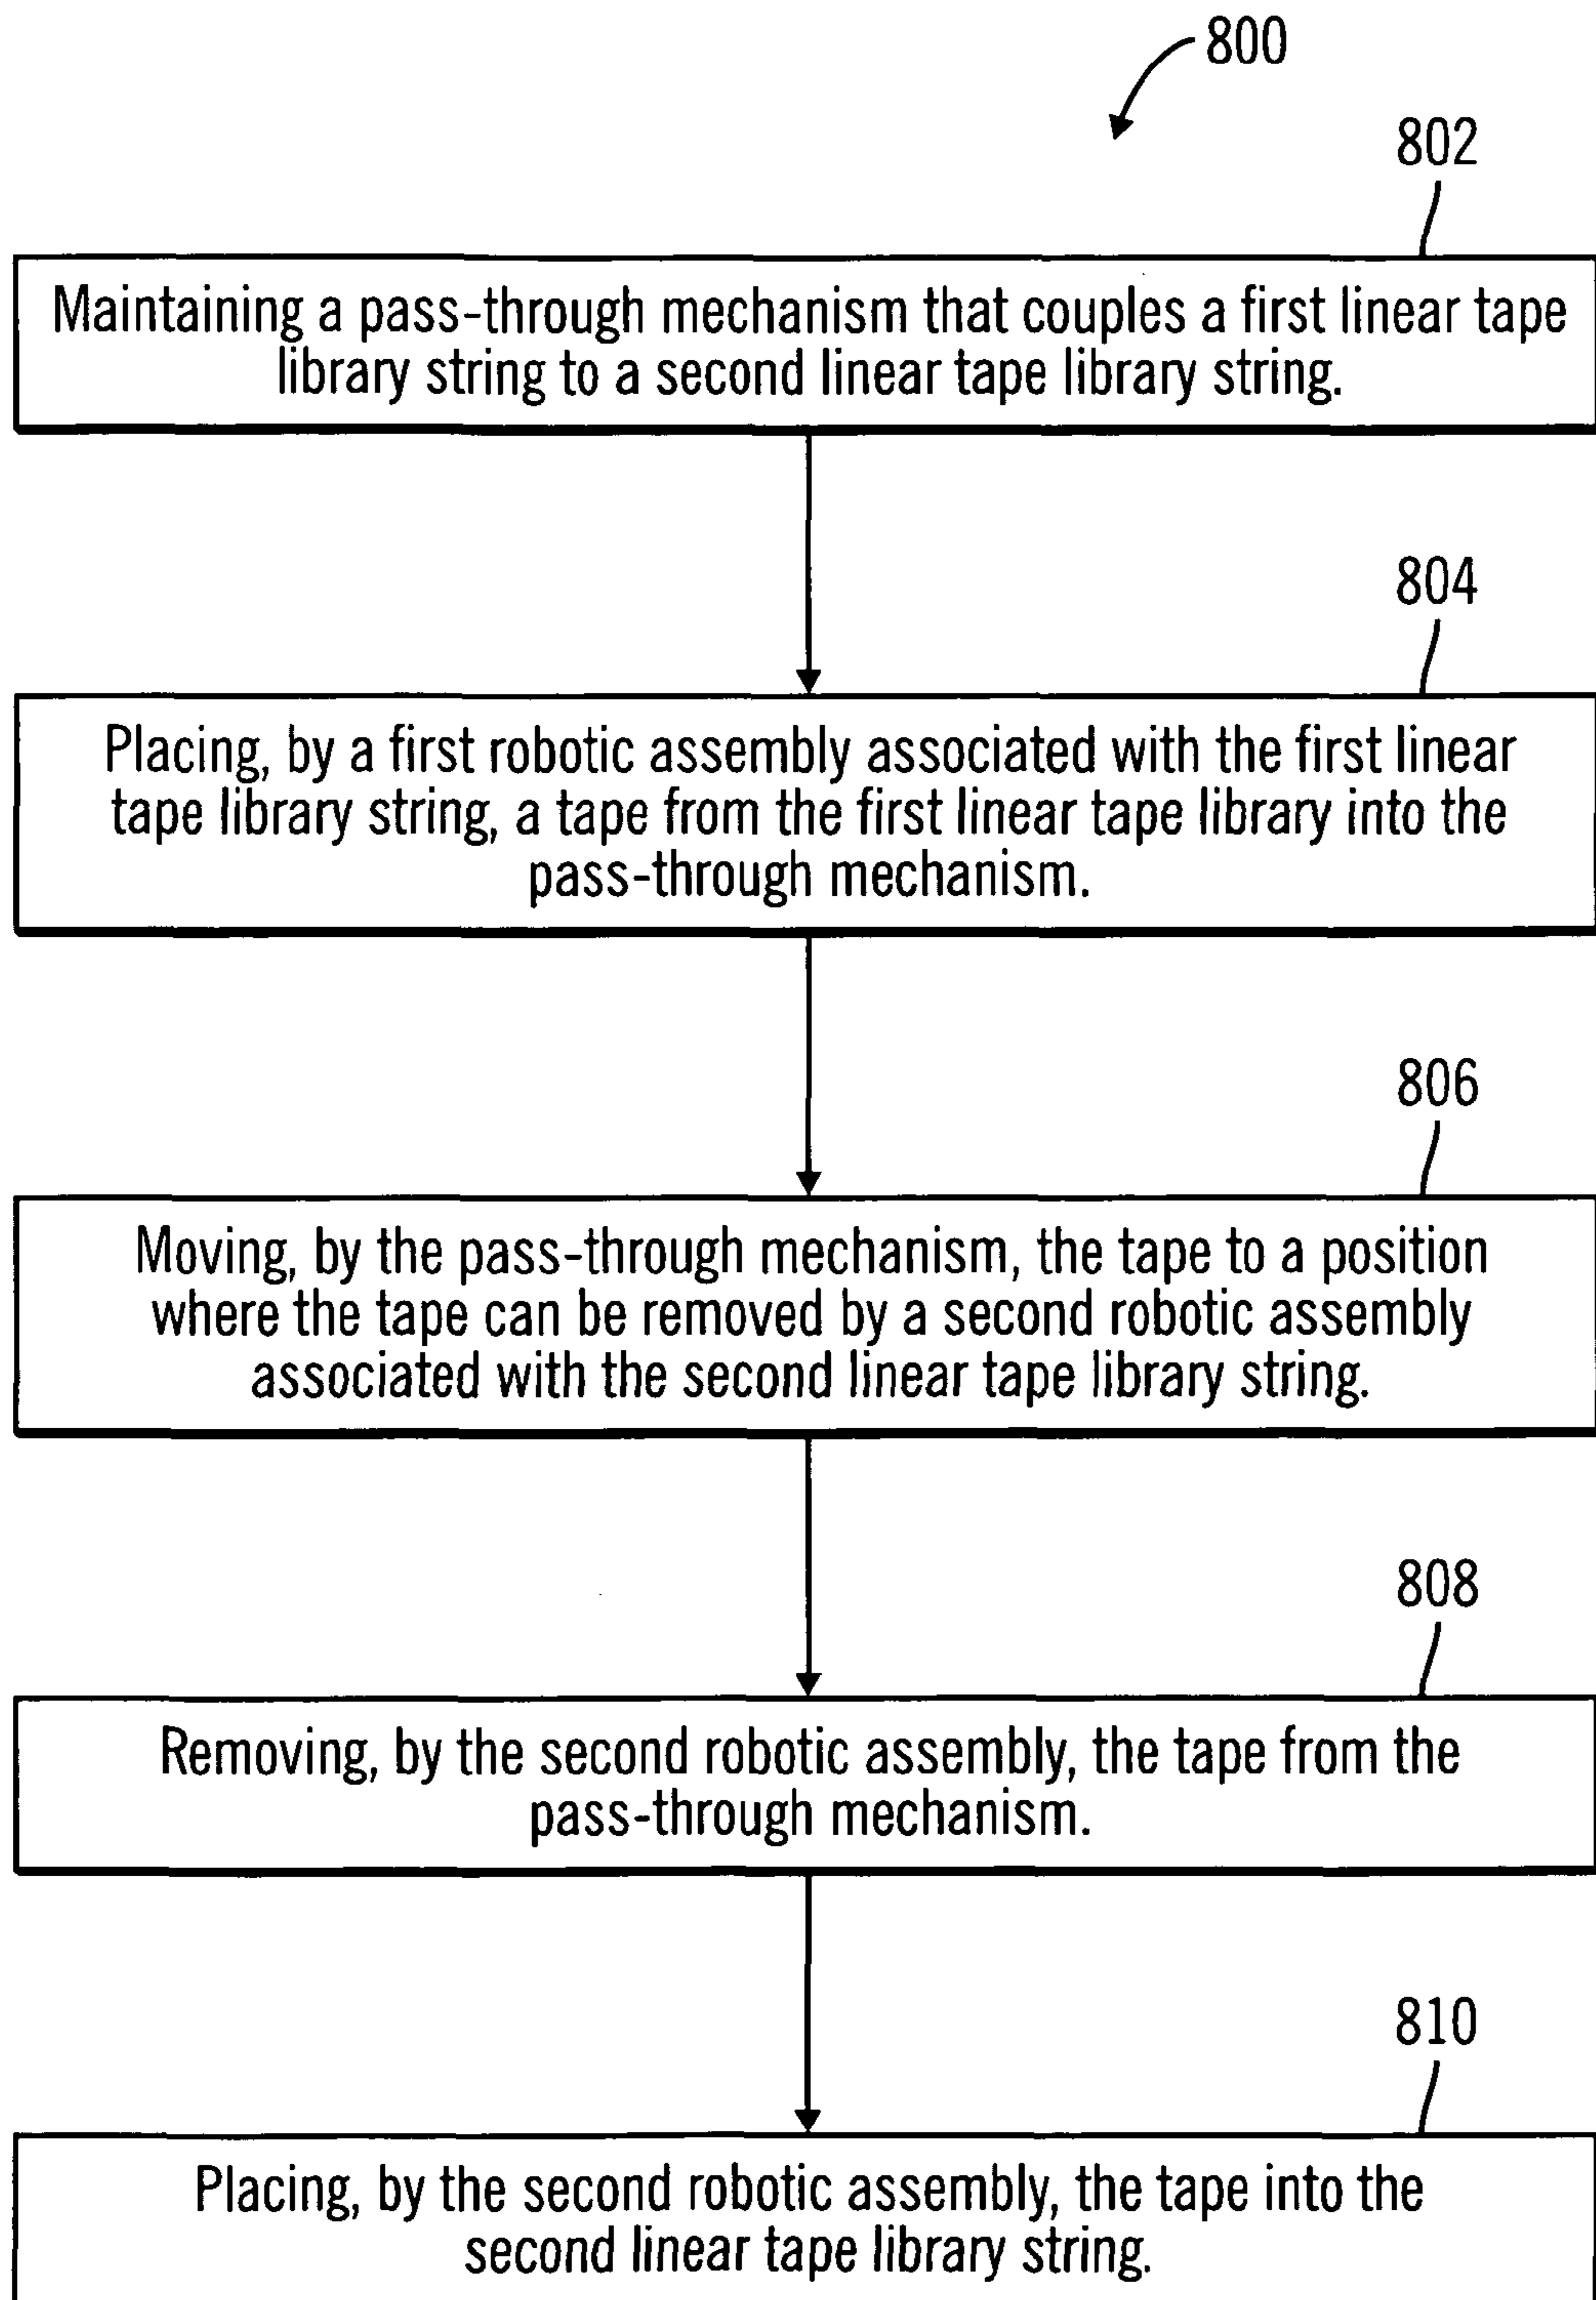 800
802
Maintaining a pass-through mechanism that couples a first linear tape
library string to a second linear tape library string.
804
Placing, by a first robotic assembly associated with the first linear
tape library string, a tape from the first linear tape library into the
pass-through mechanism.
806
Moving, by the pass-through mechanism, the tape to a position
where the tape can be removed by a second robotic assembly
associated with the second linear tape library string.
808
Removing, by the second robotic assembly, the tape from the
pass-through mechanism.
810
Placing, by the second robotic assembly, the tape into the
second linear tape library string.